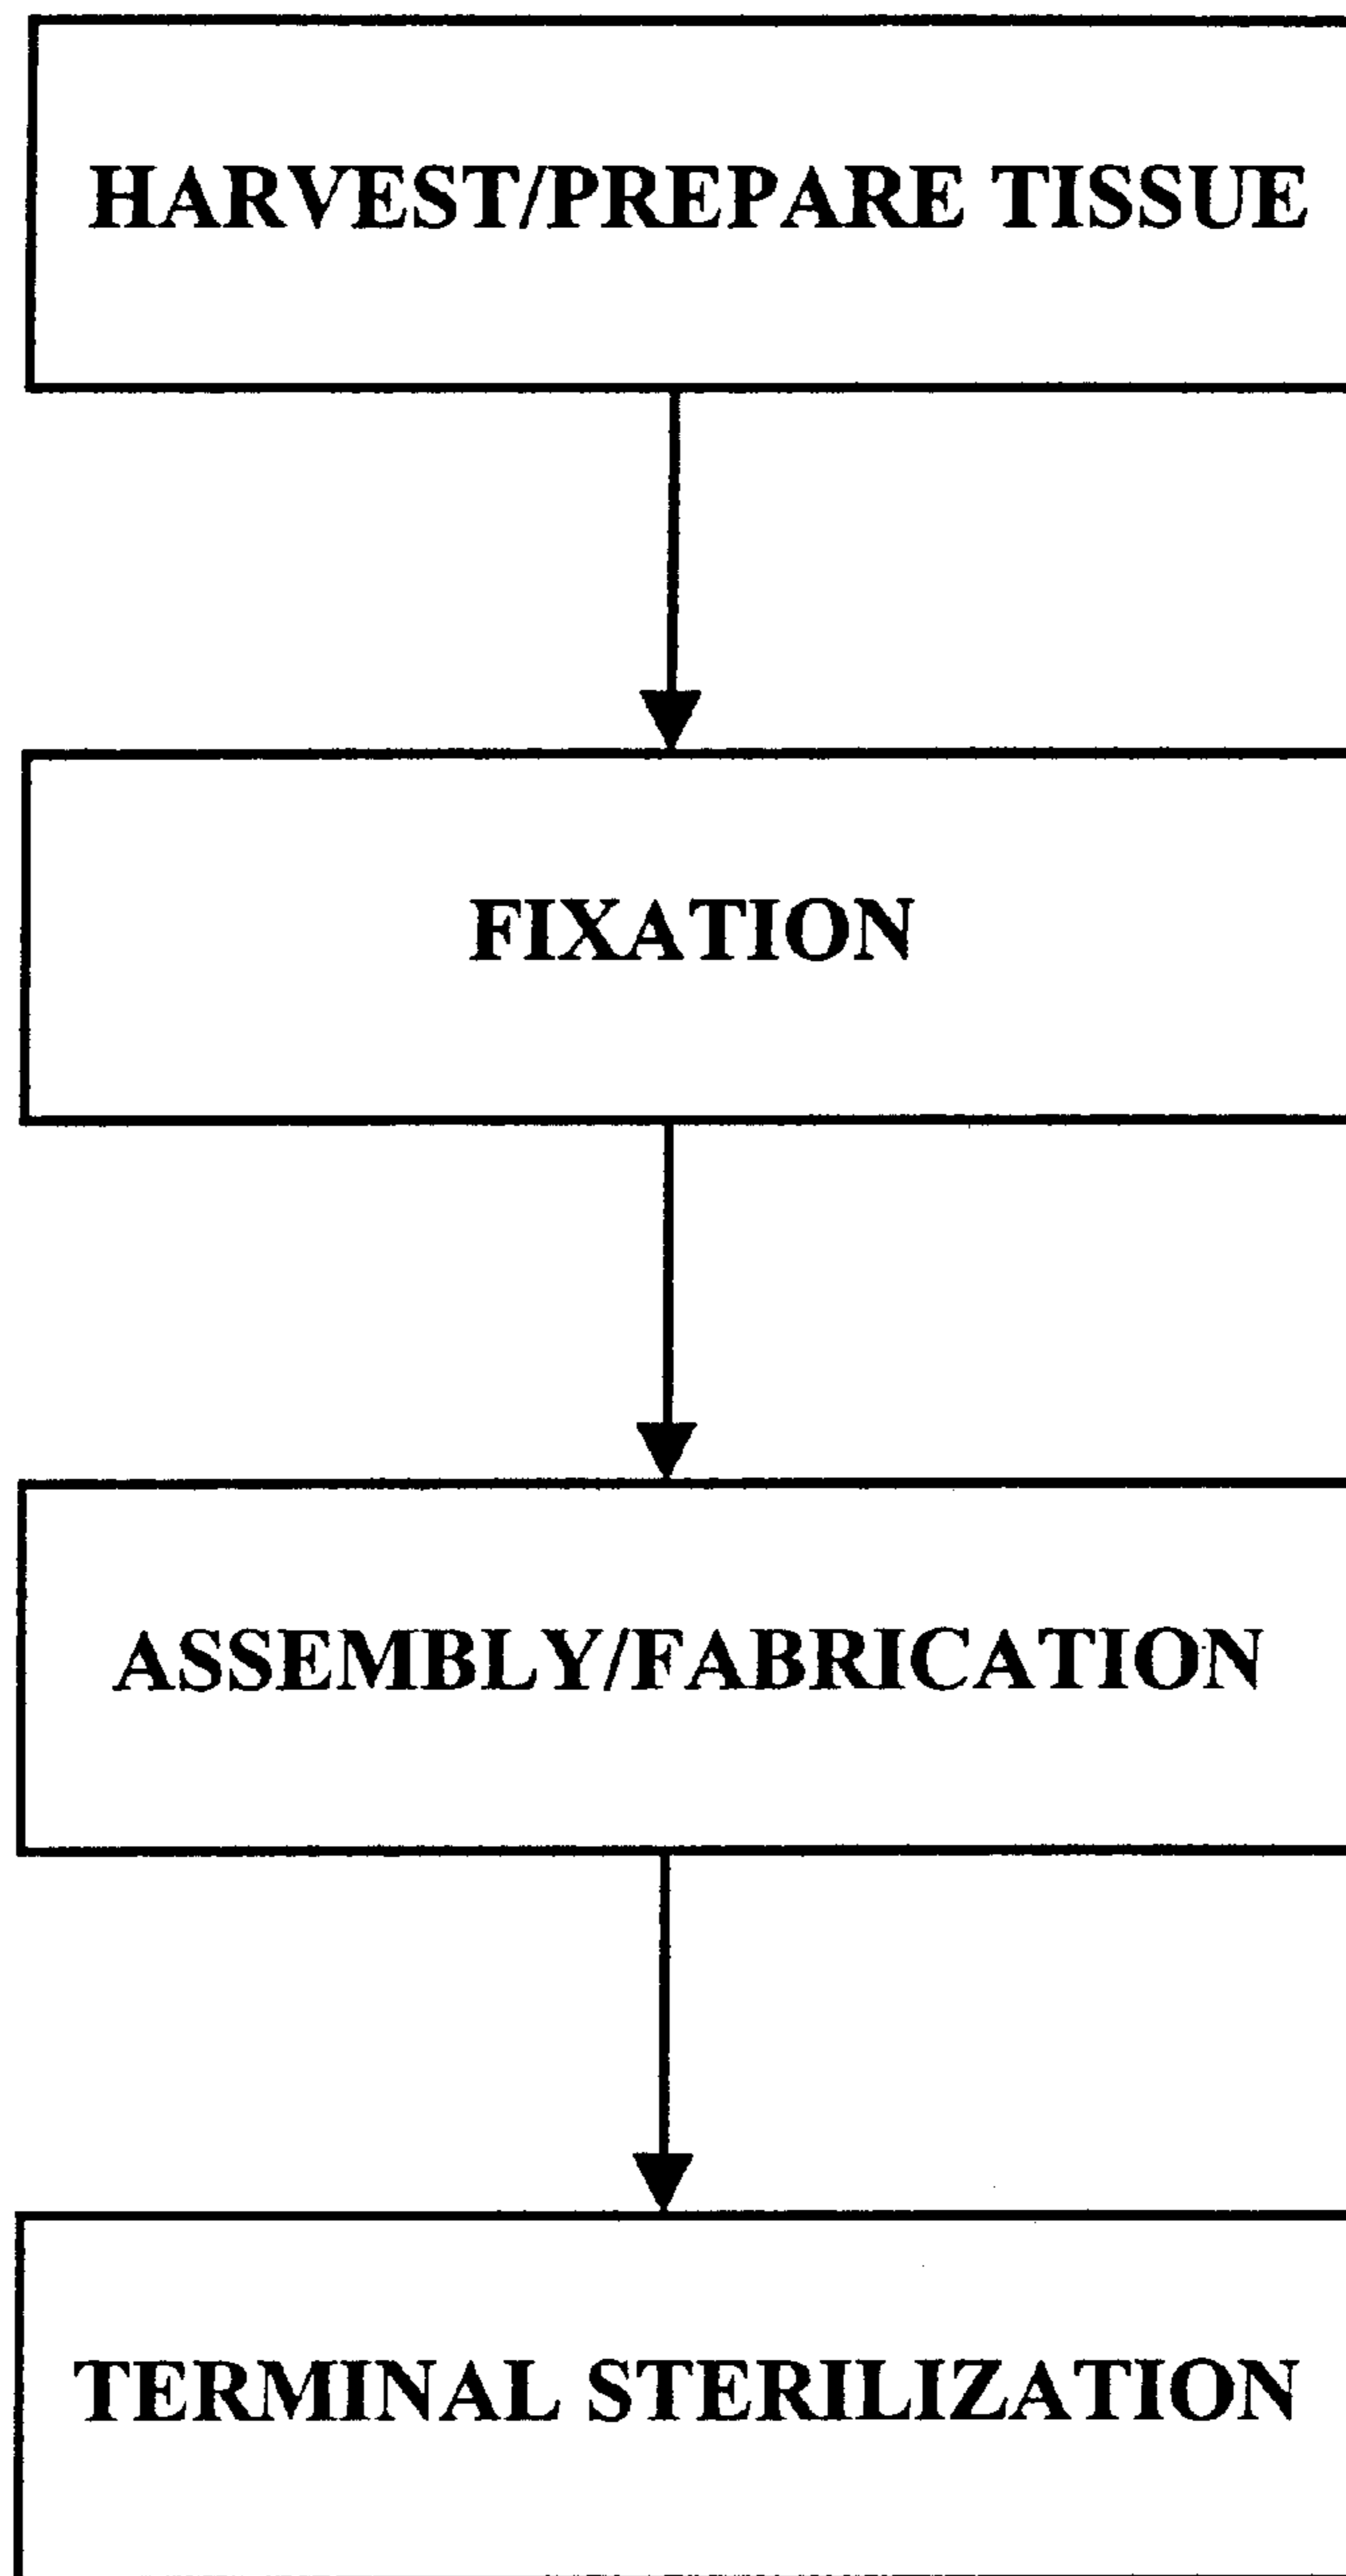 HARVEST/PREPARE TISSUE
FIXATION
ASSEMBLY/FABRICATION
TERMINAL STERILIZATION